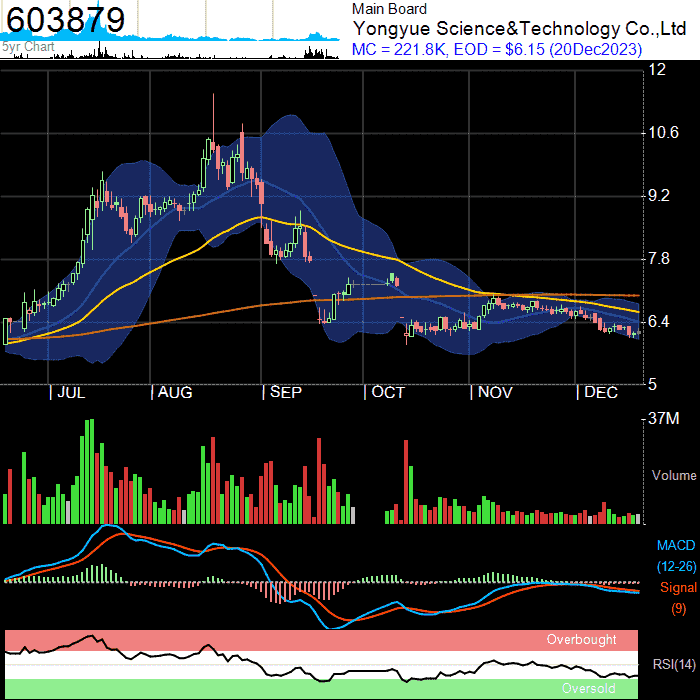 603879
5yr Chart
Main Board
Yongyue Science&Technology Co.,Ltd
MC = 221.8K, EOD = $6.15 (20Dec2023)
12
10.6
9.2
7.8
6.4
5
JUL
AUG
SEP
OCT
NOV
DEC
37M
Volume
MACD
(12-26)
Signal
(9)
Overbought
RSI(14)
Oversold